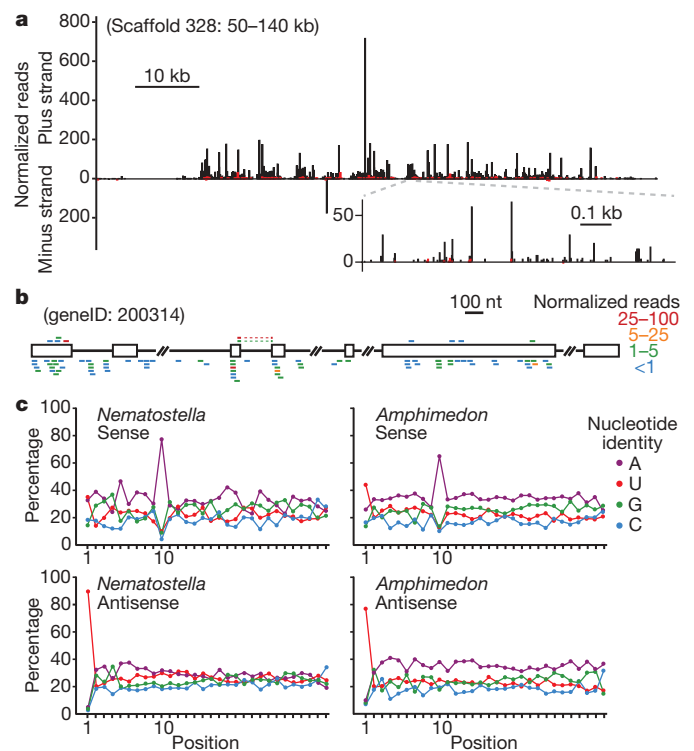 a
(Scaffold 328: 50–140 kb)
800
600
400
200
0
200
Normalized reads
Plus strand
Minus strand
10 kb
50
0
0.1 kb
b
(geneID: 200314)
100 nt
Normalized reads
25–100
5–25
1–5
<1
c
100
80
60
40
20
0
Percentage
Nematostella
Sense
1
10
Amphimedon
Sense
1
10
Nucleotide
identity
A
U
G
C
100
80
60
40
20
0
Percentage
Nematostella
Antisense
1
10
Position
Amphimedon
Antisense
1
10
Position